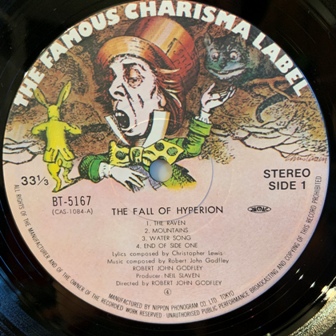 THE FAMOUS CHARISMA LABEL
33⅓
BT-5167
(CAS-1084-A)
STEREO
SIDE 1
THE FALL OF HYPERION
1. THE RAVEN
2. MOUNTAINS
3. WATER SONG
4. END OF SIDE ONE
Lyrics composed by Christopher Lewis
Music composed by Robert John Godfley
ROBERT JOHN GODFLEY
Producer: NEIL SLAVEN
Directed by ROBERT JOHN GODFLEY
MANUFACTURED BY NIPPON PHONOGRAM CO., LTD. TOKYO
ALL RIGHTS OF THE MANUFACTURER AND OF THE OWNER OF THE RECORDED WORK RESERVED · UNAUTHORISED PUBLIC PERFORMANCE BROADCASTING AND COPYING OF THIS RECORD PROHIBITED